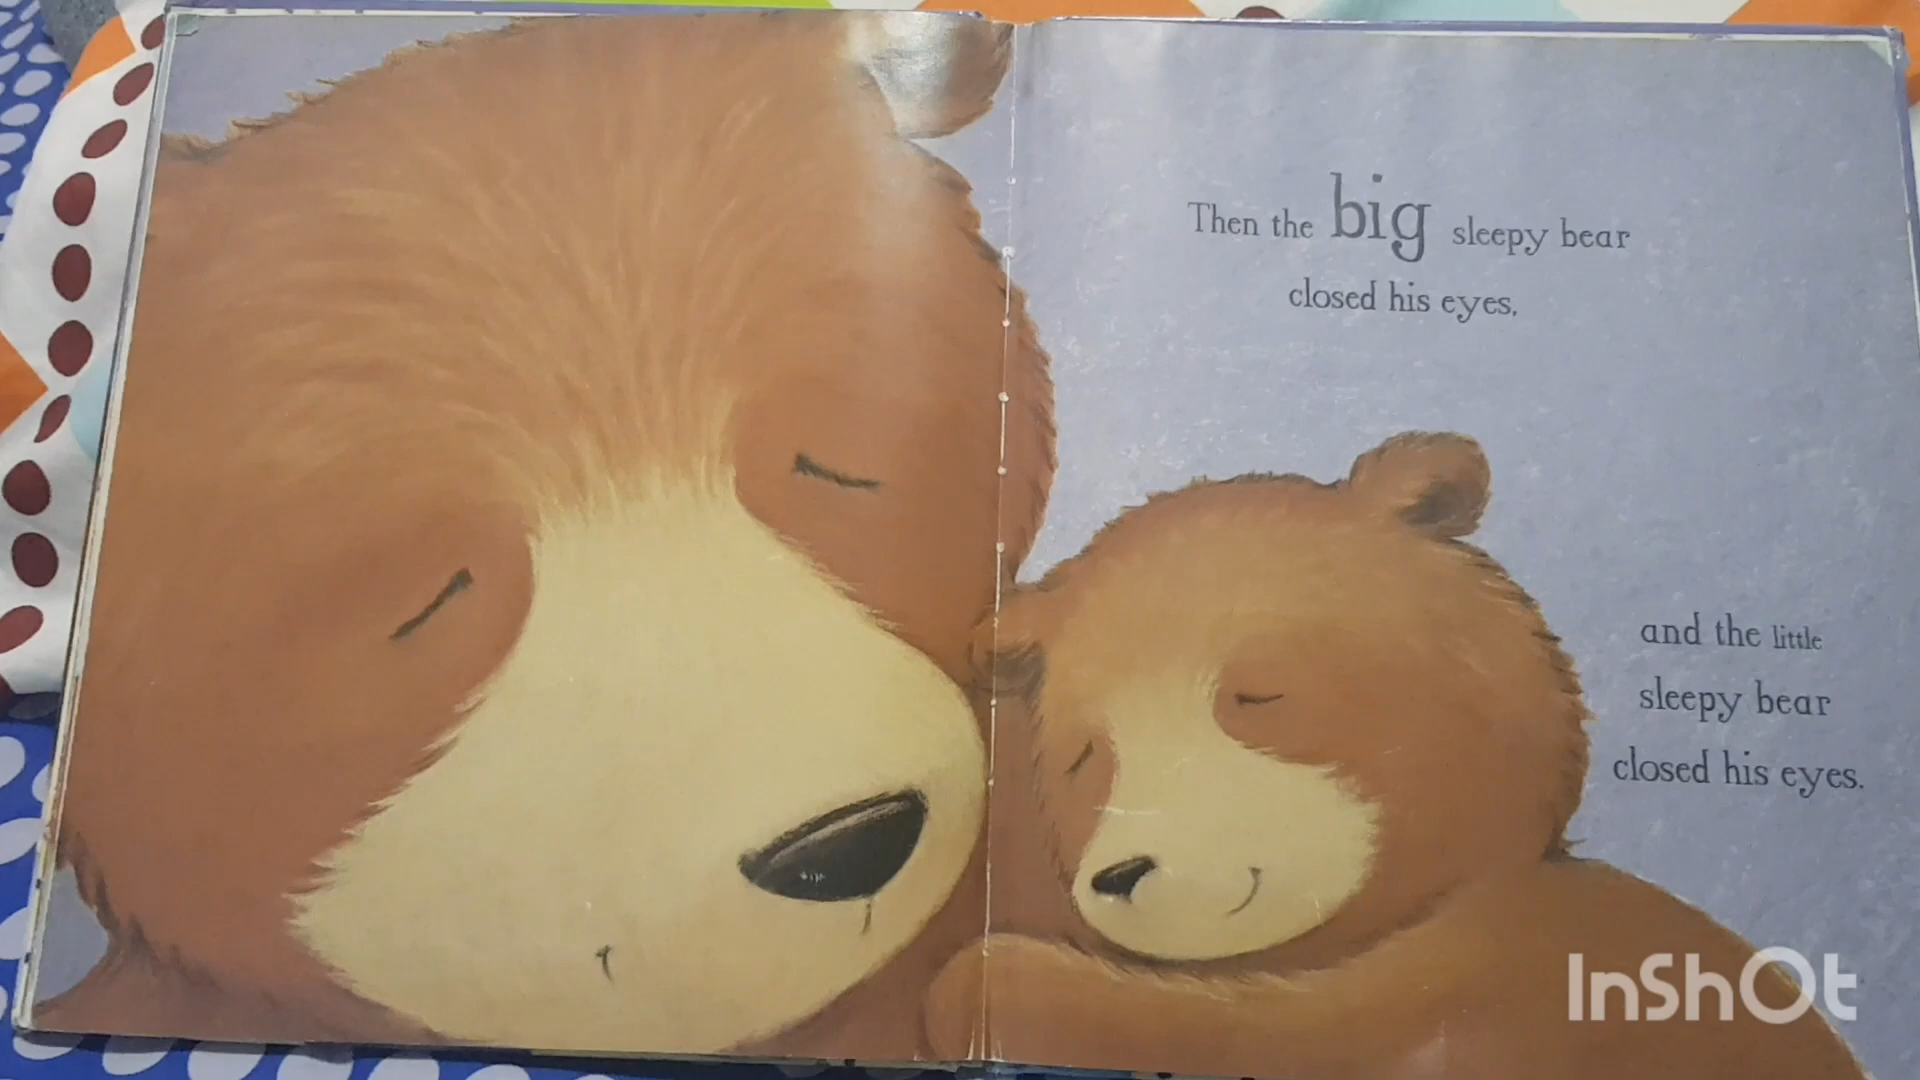 Then the big sleepy bear
closed his eyes,
and the little
sleepy bear
closed his eyes.
InShOt